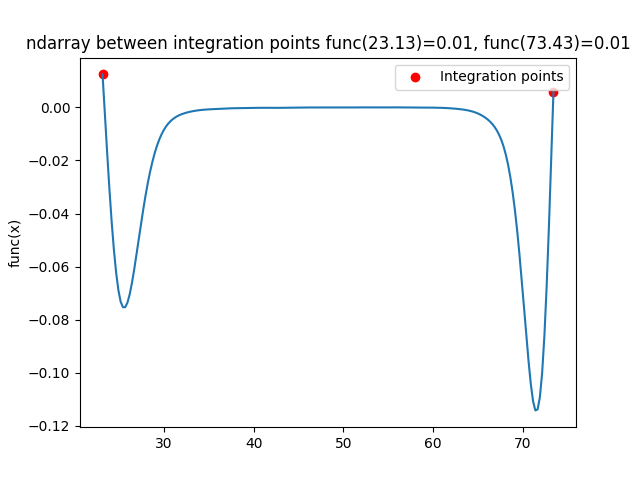 ndarray between integration points func(23.13)=0.01, func(73.43)=0.01
Integration points
func(x)
0.00
−0.02
−0.04
−0.06
−0.08
−0.10
−0.12
30 40 50 60 70